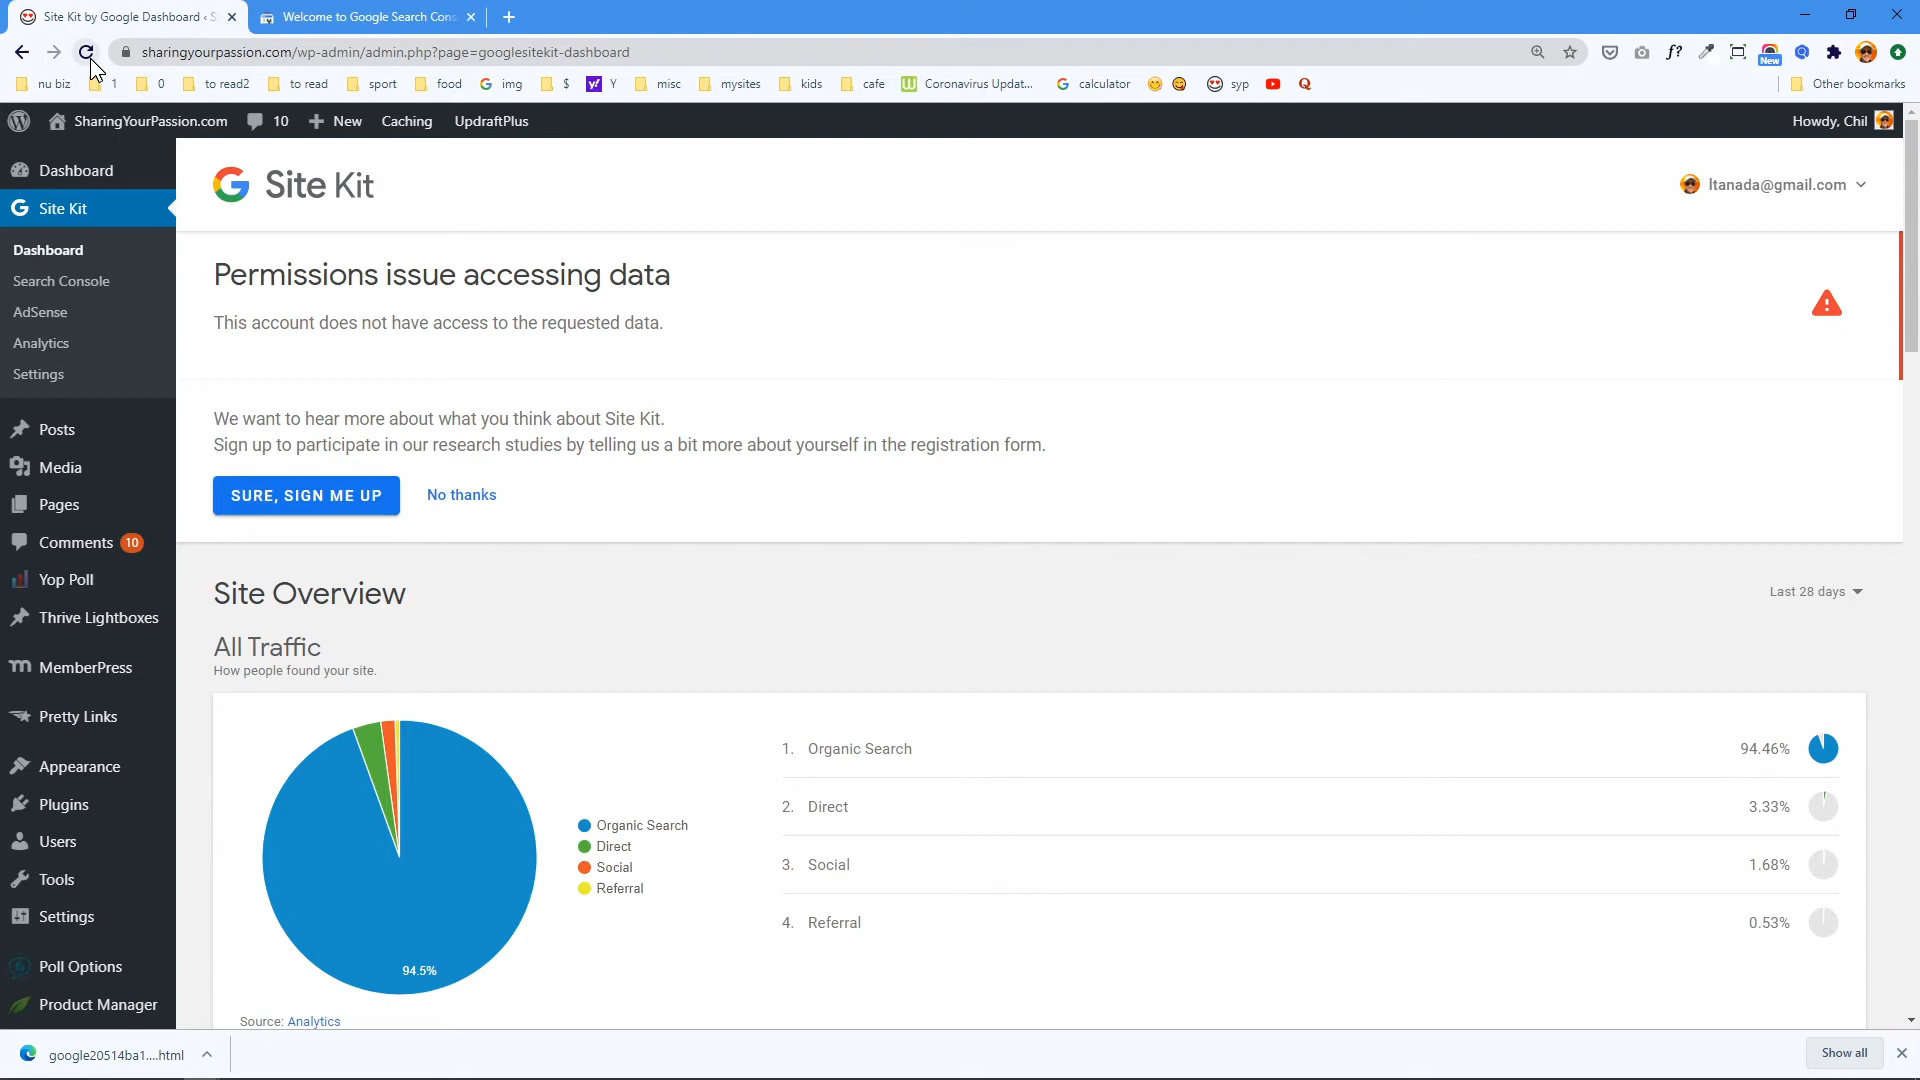 Site Kit by Google Dashboard ‹ S
Welcome to Google Search Cons
sharingyourpassion.com/wp-admin/admin.php?page=googlesitekit-dashboard
f?
New
nu biz
1
0
to read2
to read
sport
food
img
$
Y
misc
mysites
kids
cafe
Coronavirus Updat...
calculator
syp
Other bookmarks
SharingYourPassion.com
10
New
Caching
UpdraftPlus
Howdy, Chil
Dashboard
Site Kit
Dashboard
Search Console
AdSense
Analytics
Settings
Posts
Media
Pages
Comments 10
Yop Poll
Thrive Lightboxes
MemberPress
Pretty Links
Appearance
Plugins
Users
Tools
Settings
Poll Options
Product Manager
Site Kit
ltanada@gmail.com
Permissions issue accessing data
This account does not have access to the requested data.
We want to hear more about what you think about Site Kit.
Sign up to participate in our research studies by telling us a bit more about yourself in the registration form.
SURE, SIGN ME UP
No thanks
Site Overview
Last 28 days
All Traffic
How people found your site.
94.5%
Organic Search
Direct
Social
Referral
1. Organic Search 94.46%
2. Direct 3.33%
3. Social 1.68%
4. Referral 0.53%
Source: Analytics
google20514ba1....html
Show all